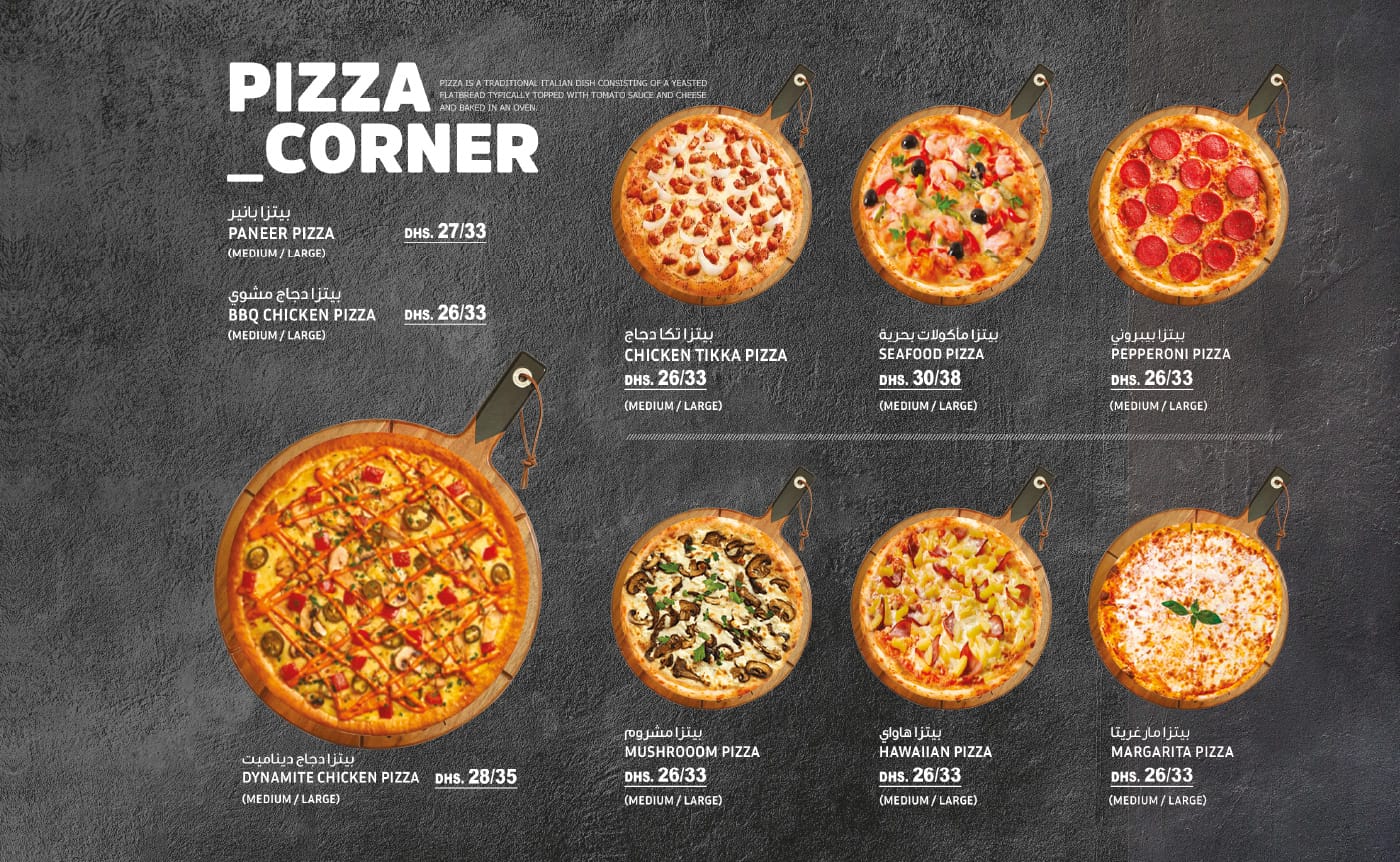 PIZZA
_CORNER
PIZZA IS A TRADITIONAL ITALIAN DISH CONSISTING OF A YEASTED
FLATBREAD TYPICALLY TOPPED WITH TOMATO SAUCE AND CHEESE
AND BAKED IN AN OVEN.
بيتزا بانير
PANEER PIZZA DHS. 27/33
(MEDIUM / LARGE)
بيتزا دجاج مشوي
BBQ CHICKEN PIZZA DHS. 26/33
(MEDIUM / LARGE)
بيتزا دجاج ديناميت
DYNAMITE CHICKEN PIZZA DHS. 28/35
(MEDIUM / LARGE)
بيتزا تكا دجاج
CHICKEN TIKKA PIZZA
DHS. 26/33
(MEDIUM / LARGE)
بيتزا مأكولات بحرية
SEAFOOD PIZZA
DHS. 30/38
(MEDIUM / LARGE)
بيتزا بيبروني
PEPPERONI PIZZA
DHS. 26/33
(MEDIUM / LARGE)
بيتزا مشروم
MUSHROOOM PIZZA
DHS. 26/33
(MEDIUM / LARGE)
بيتزا هاواي
HAWAIIAN PIZZA
DHS. 26/33
(MEDIUM / LARGE)
بيتزا مارغريتا
MARGARITA PIZZA
DHS. 26/33
(MEDIUM / LARGE)